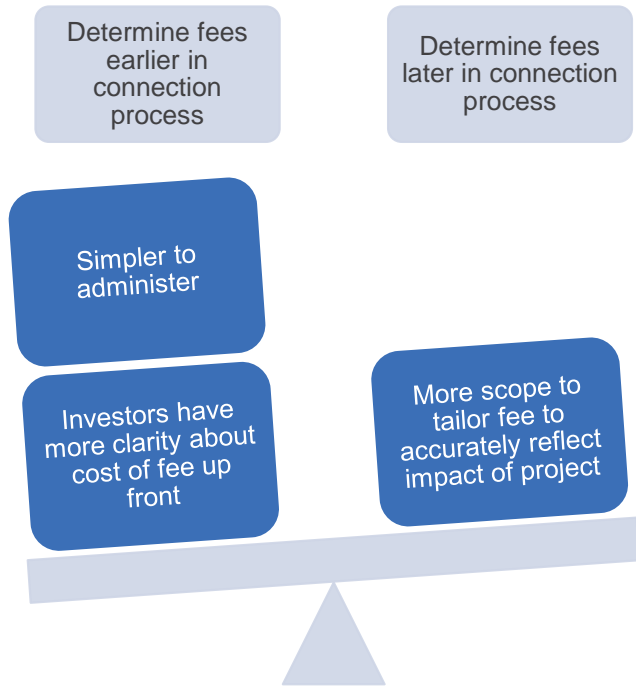 Determine fees
earlier in
connection
process
Determine fees
later in connection
process
Simpler to
administer
Investors have
more clarity about
cost of fee up
front
More scope to
tailor fee to
accurately reflect
impact of project